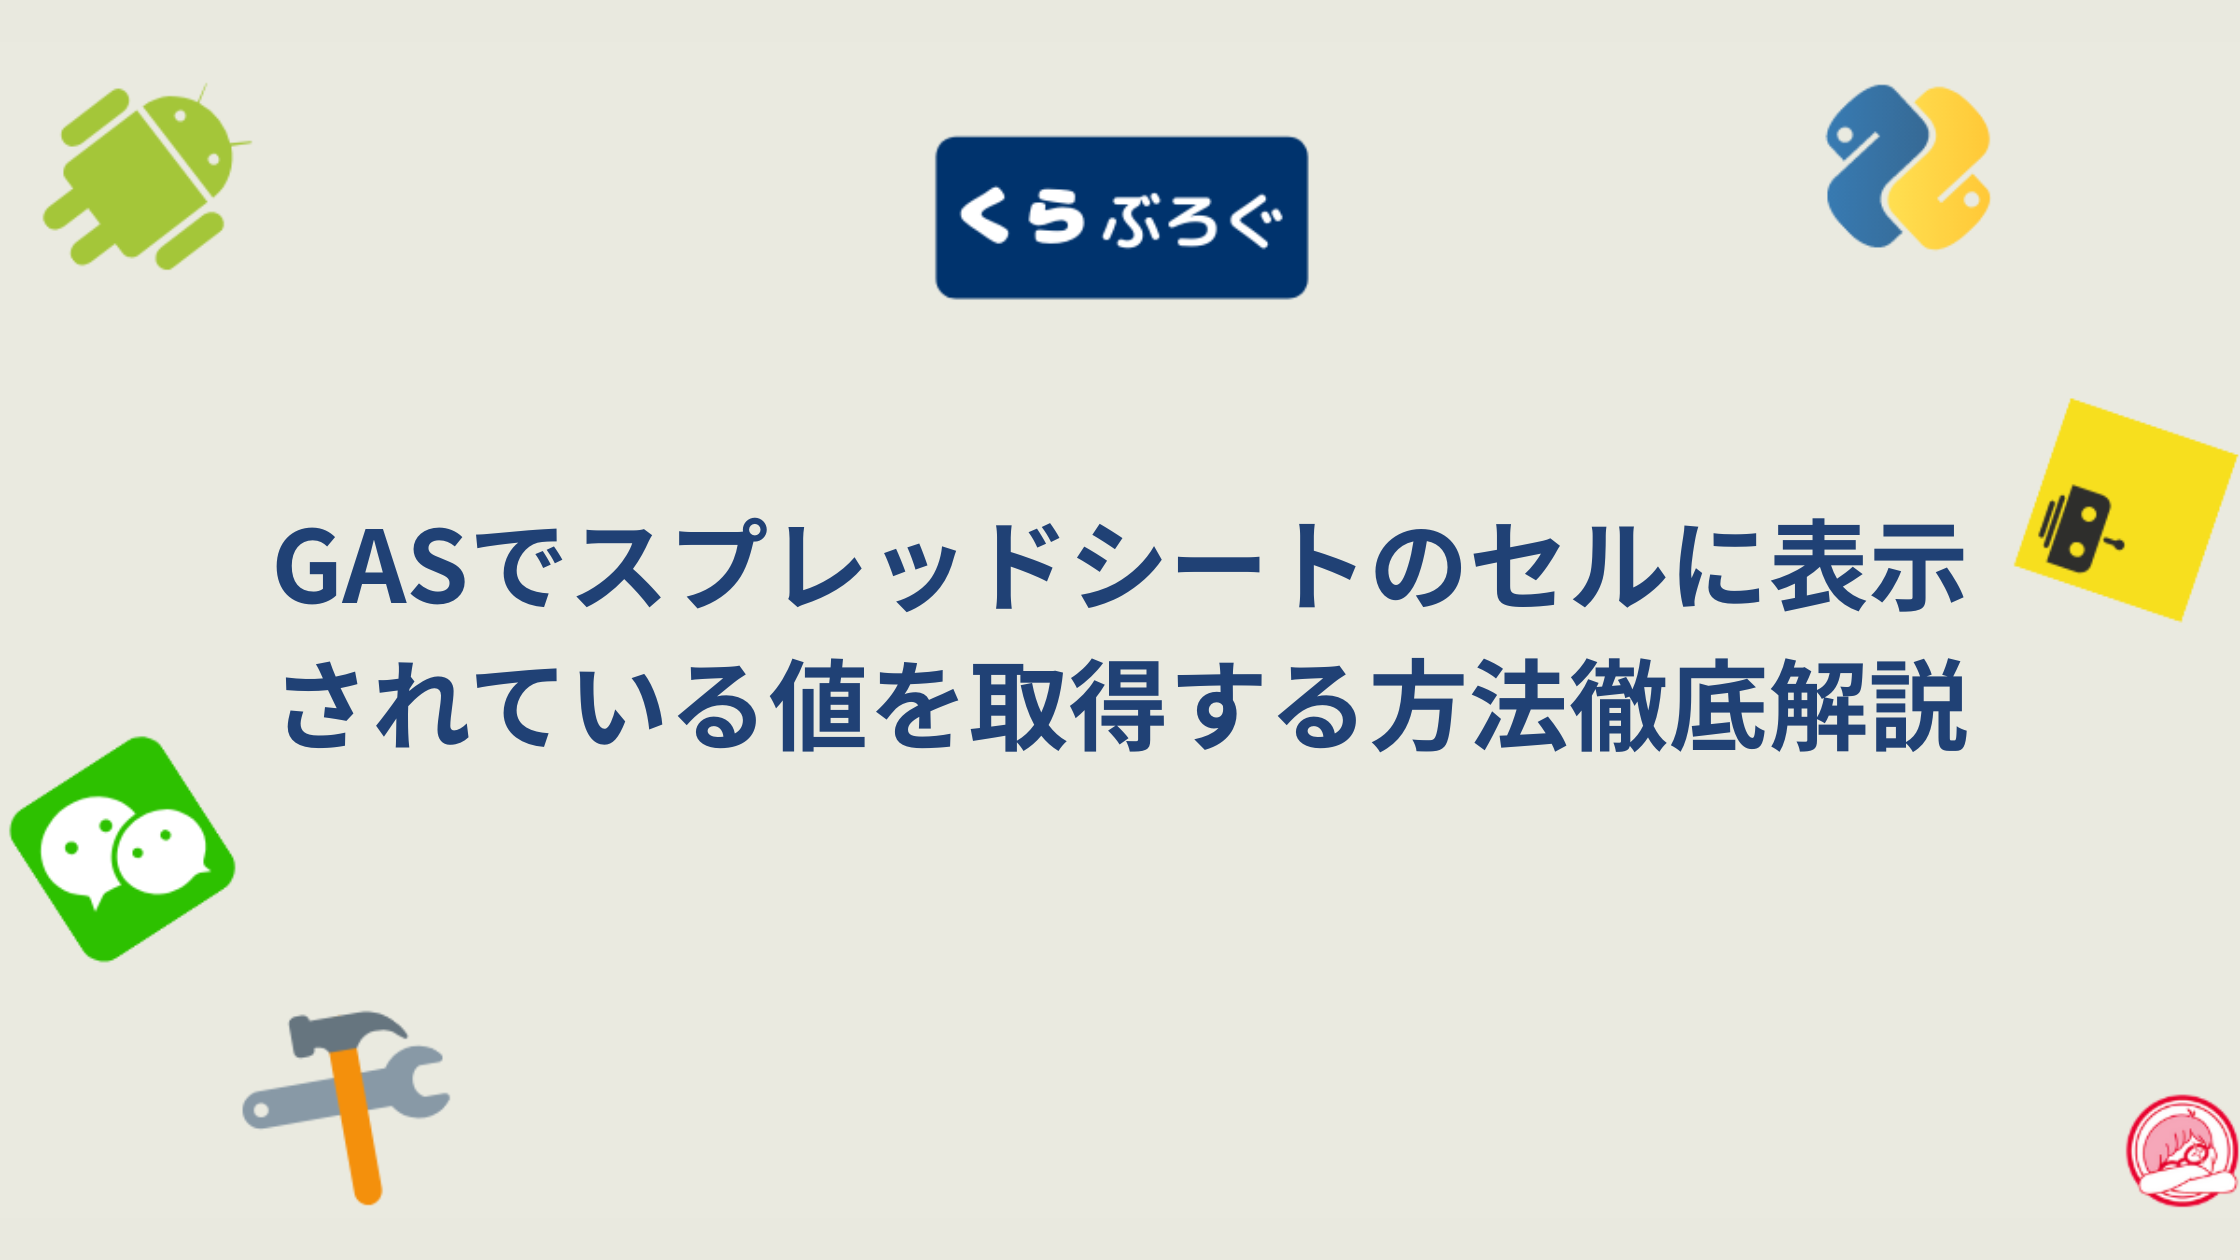 くらぶろぐ
GASでスプレッドシートのセルに表示
されている値を取得する方法徹底解説